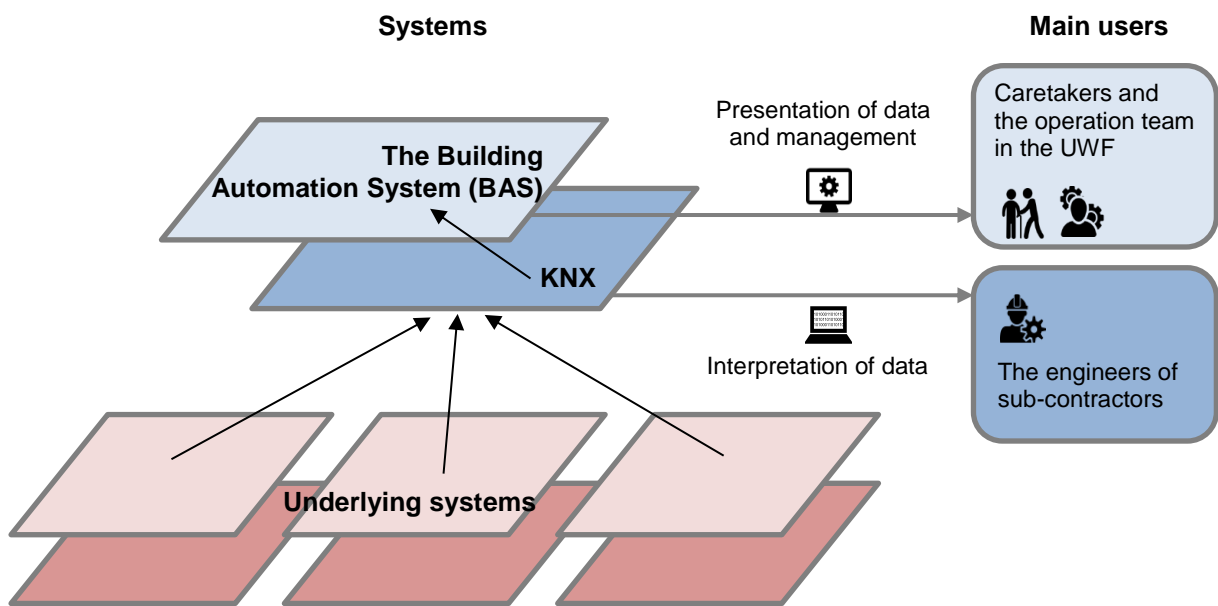 Systems
Main users
The Building
Automation System (BAS)
KNX
Presentation of data
and management
Caretakers and
the operation team
in the UWF
Interpretation of data
The engineers of
sub-contractors
Underlying systems